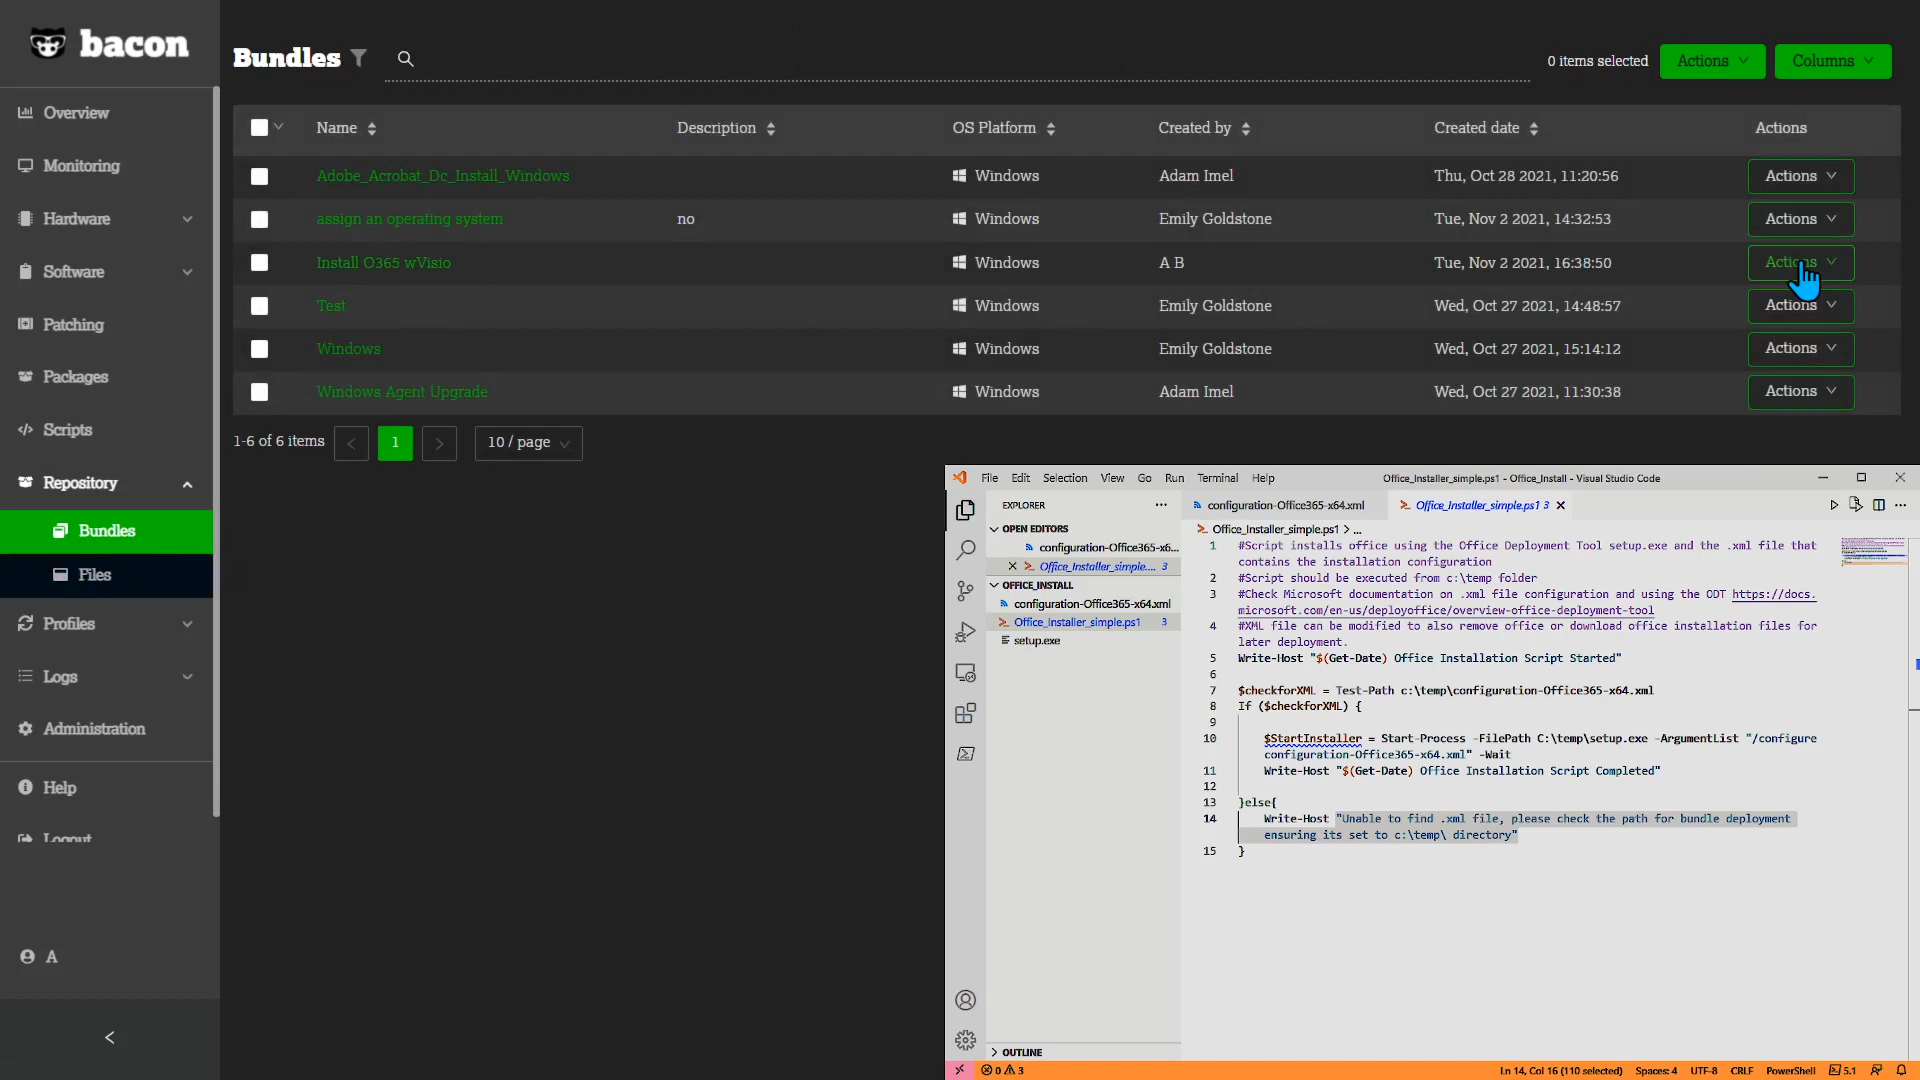 bacon
Overview
Monitoring
Hardware
Software
Patching
Packages
Scripts
Repository
Bundles
Files
Profiles
Logs
Administration
Help
Logout
A
Bundles
0 items selected
Actions
Columns
Name Description OS Platform Created by Created date Actions
Adobe_Acrobat_Dc_Install_Windows Windows Adam Imel Thu, Oct 28 2021, 11:20:56 Actions
assign an operating system no Windows Emily Goldstone Tue, Nov 2 2021, 14:32:53 Actions
Install O365 wVisio Windows A B Tue, Nov 2 2021, 16:38:50 Actions
Test Windows Emily Goldstone Wed, Oct 27 2021, 14:48:57 Actions
Windows Windows Emily Goldstone Wed, Oct 27 2021, 15:14:12 Actions
Windows Agent Upgrade Windows Adam Imel Wed, Oct 27 2021, 11:30:38 Actions
1-6 of 6 items < 1 > 10 / page
File Edit Selection View Go Run Terminal Help Office_Installer_simple.ps1 - Office_Install - Visual Studio Code
EXPLORER
OPEN EDITORS
configuration-Office365-x6...
Office_Installer_simple.... 3
OFFICE_INSTALL
configuration-Office365-x64.xml
Office_Installer_simple.ps1 3
setup.exe
OUTLINE
configuration-Office365-x64.xml Office_Installer_simple.ps1 3
Office_Installer_simple.ps1 > ...
1 #Script installs office using the Office Deployment Tool setup.exe and the .xml file that
contains the installation configuration
2 #Script should be executed from c:\temp folder
3 #Check Microsoft documentation on .xml file configuration and using the ODT https://docs.
microsoft.com/en-us/deployoffice/overview-office-deployment-tool
4 #XML file can be modified to also remove office or download office installation files for
later deployment.
5 Write-Host "$(Get-Date) Office Installation Script Started"
6
7 $checkforXML = Test-Path c:\temp\configuration-Office365-x64.xml
8 If ($checkforXML) {
9
10 $StartInstaller = Start-Process -FilePath C:\temp\setup.exe -ArgumentList "/configure
configuration-Office365-x64.xml" -Wait
11 Write-Host "$(Get-Date) Office Installation Script Completed"
12
13 }else{
14 Write-Host "Unable to find .xml file, please check the path for bundle deployment
ensuring its set to c:\temp\ directory"
15 }
0 3 Ln 14, Col 16 (110 selected) Spaces: 4 UTF-8 CRLF PowerShell 5.1